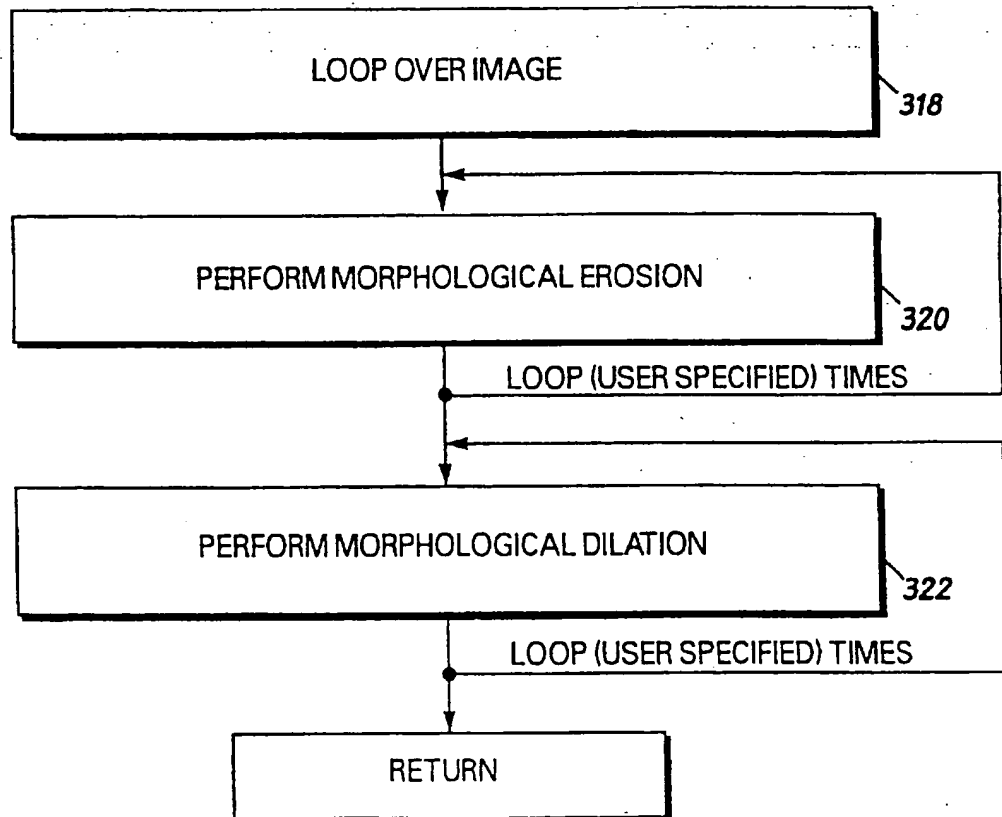 LOOP OVER IMAGE
318
PERFORM MORPHOLOGICAL EROSION
320
LOOP (USER SPECIFIED) TIMES
PERFORM MORPHOLOGICAL DILATION
322
LOOP (USER SPECIFIED) TIMES
RETURN